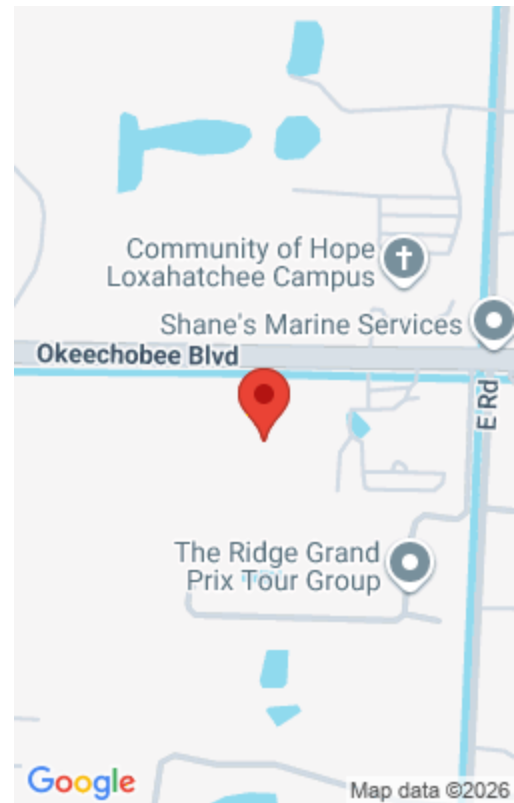 Community of Hope
Loxahatchee Campus
Shane's Marine Services
Okeechobee Blvd
E Rd
The Ridge Grand
Prix Tour Group
Google
Map data ©2026